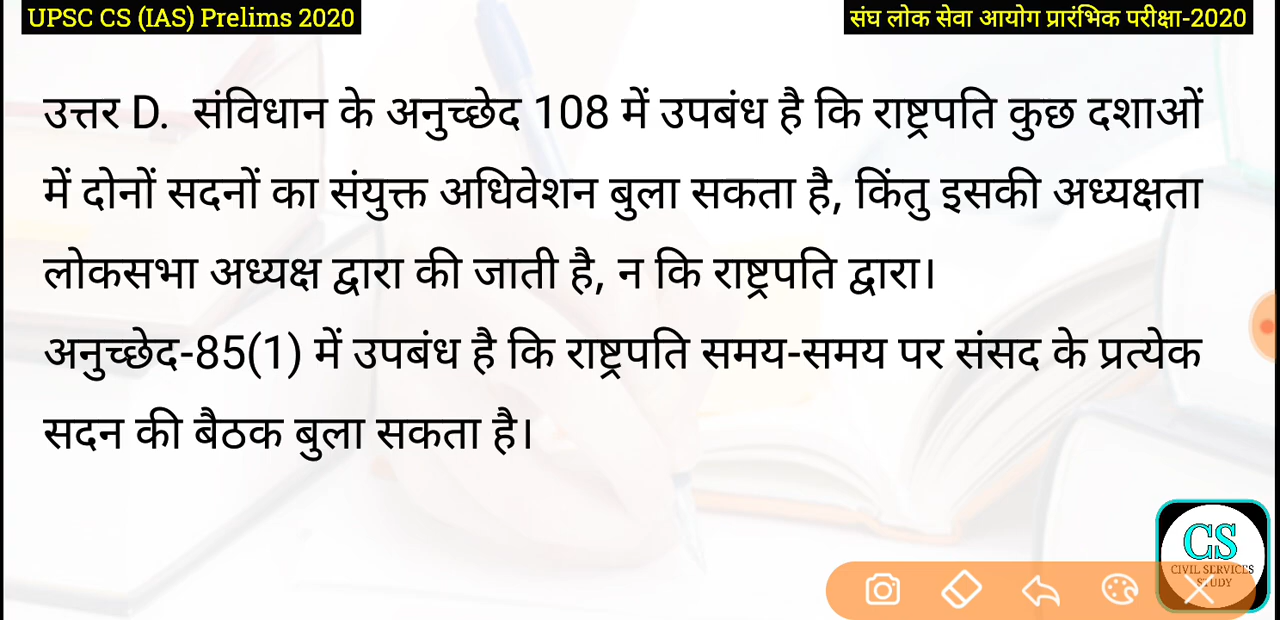 UPSC CS (IAS) Prelims 2020
संघ लोक सेवा आयोग प्रारंभिक परीक्षा-2020
उत्तर D. संविधान के अनुच्छेद 108 में उपबंध है कि राष्ट्रपति कुछ दशाओं
में दोनों सदनों का संयुक्त अधिवेशन बुला सकता है, किंतु इसकी अध्यक्षता
लोकसभा अध्यक्ष द्वारा की जाती है, न कि राष्ट्रपति द्वारा।
अनुच्छेद-85(1) में उपबंध है कि राष्ट्रपति समय-समय पर संसद के प्रत्येक
सदन की बैठक बुला सकता है।
CS
CIVIL SERVICES
STUDY